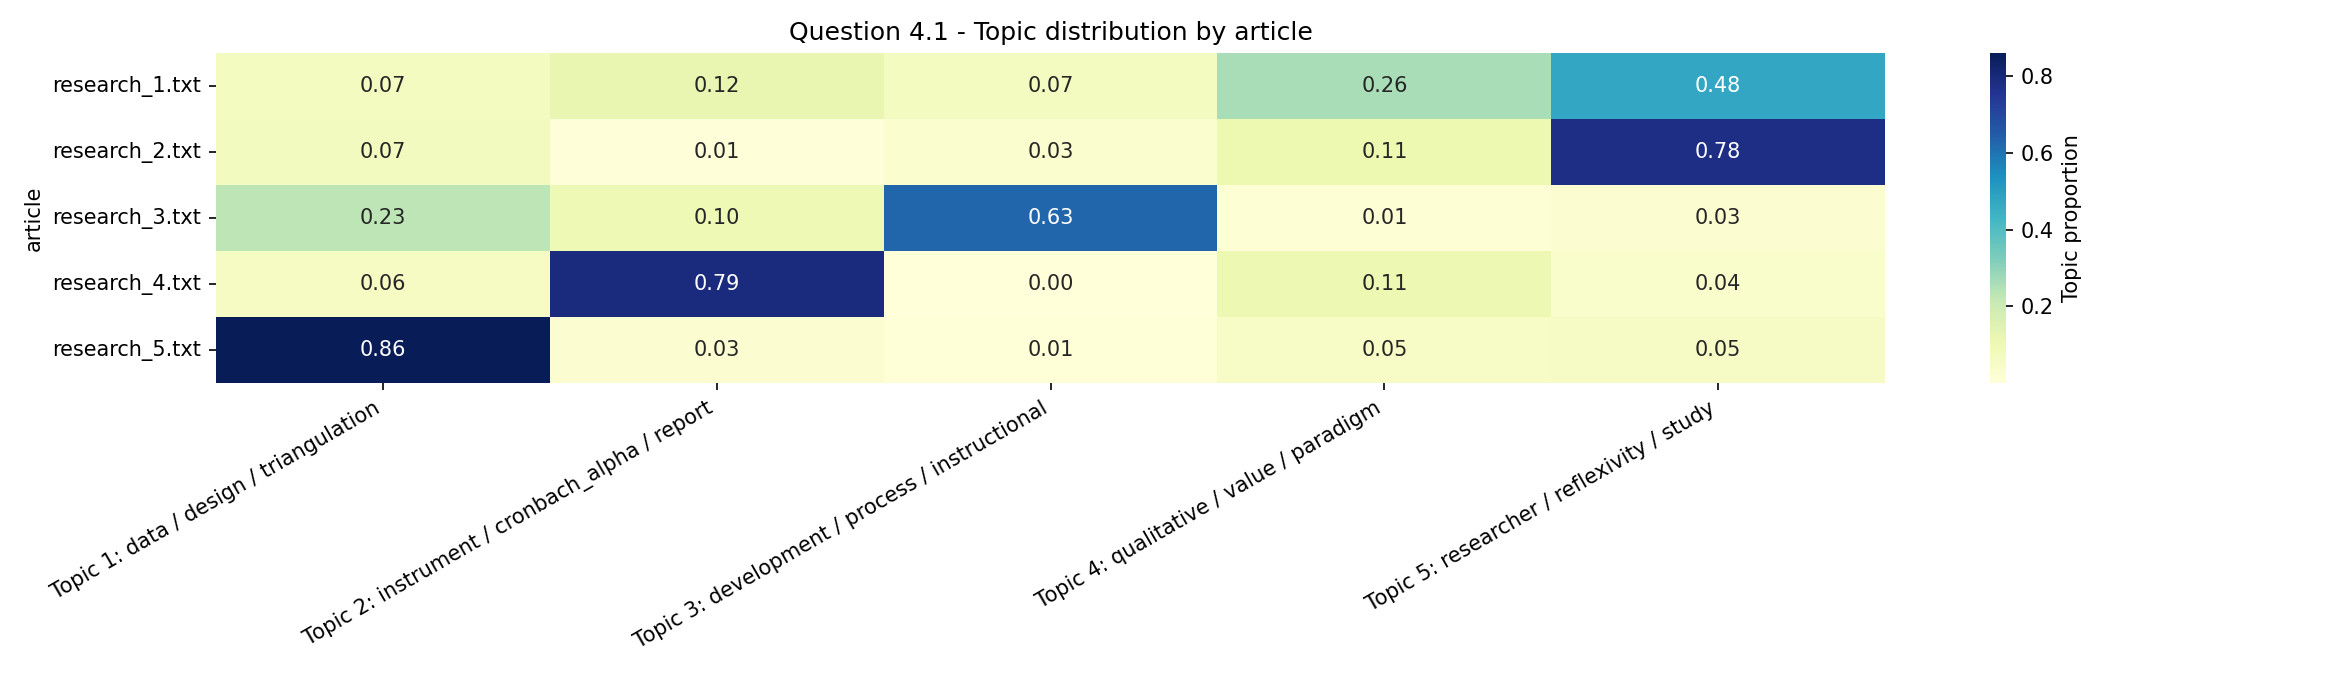 Question 4.1 - Topic distribution by article
article
research_1.txt 0.07 0.12 0.07 0.26 0.48
research_2.txt 0.07 0.01 0.03 0.11 0.78
research_3.txt 0.23 0.10 0.63 0.01 0.03
research_4.txt 0.06 0.79 0.00 0.11 0.04
research_5.txt 0.86 0.03 0.01 0.05 0.05
Topic 1: data / design / triangulation
Topic 2: instrument / cronbach_alpha / report
Topic 3: development / process / instructional
Topic 4: qualitative / value / paradigm
Topic 5: researcher / reflexivity / study
0.8
0.6
0.4
0.2
Topic proportion